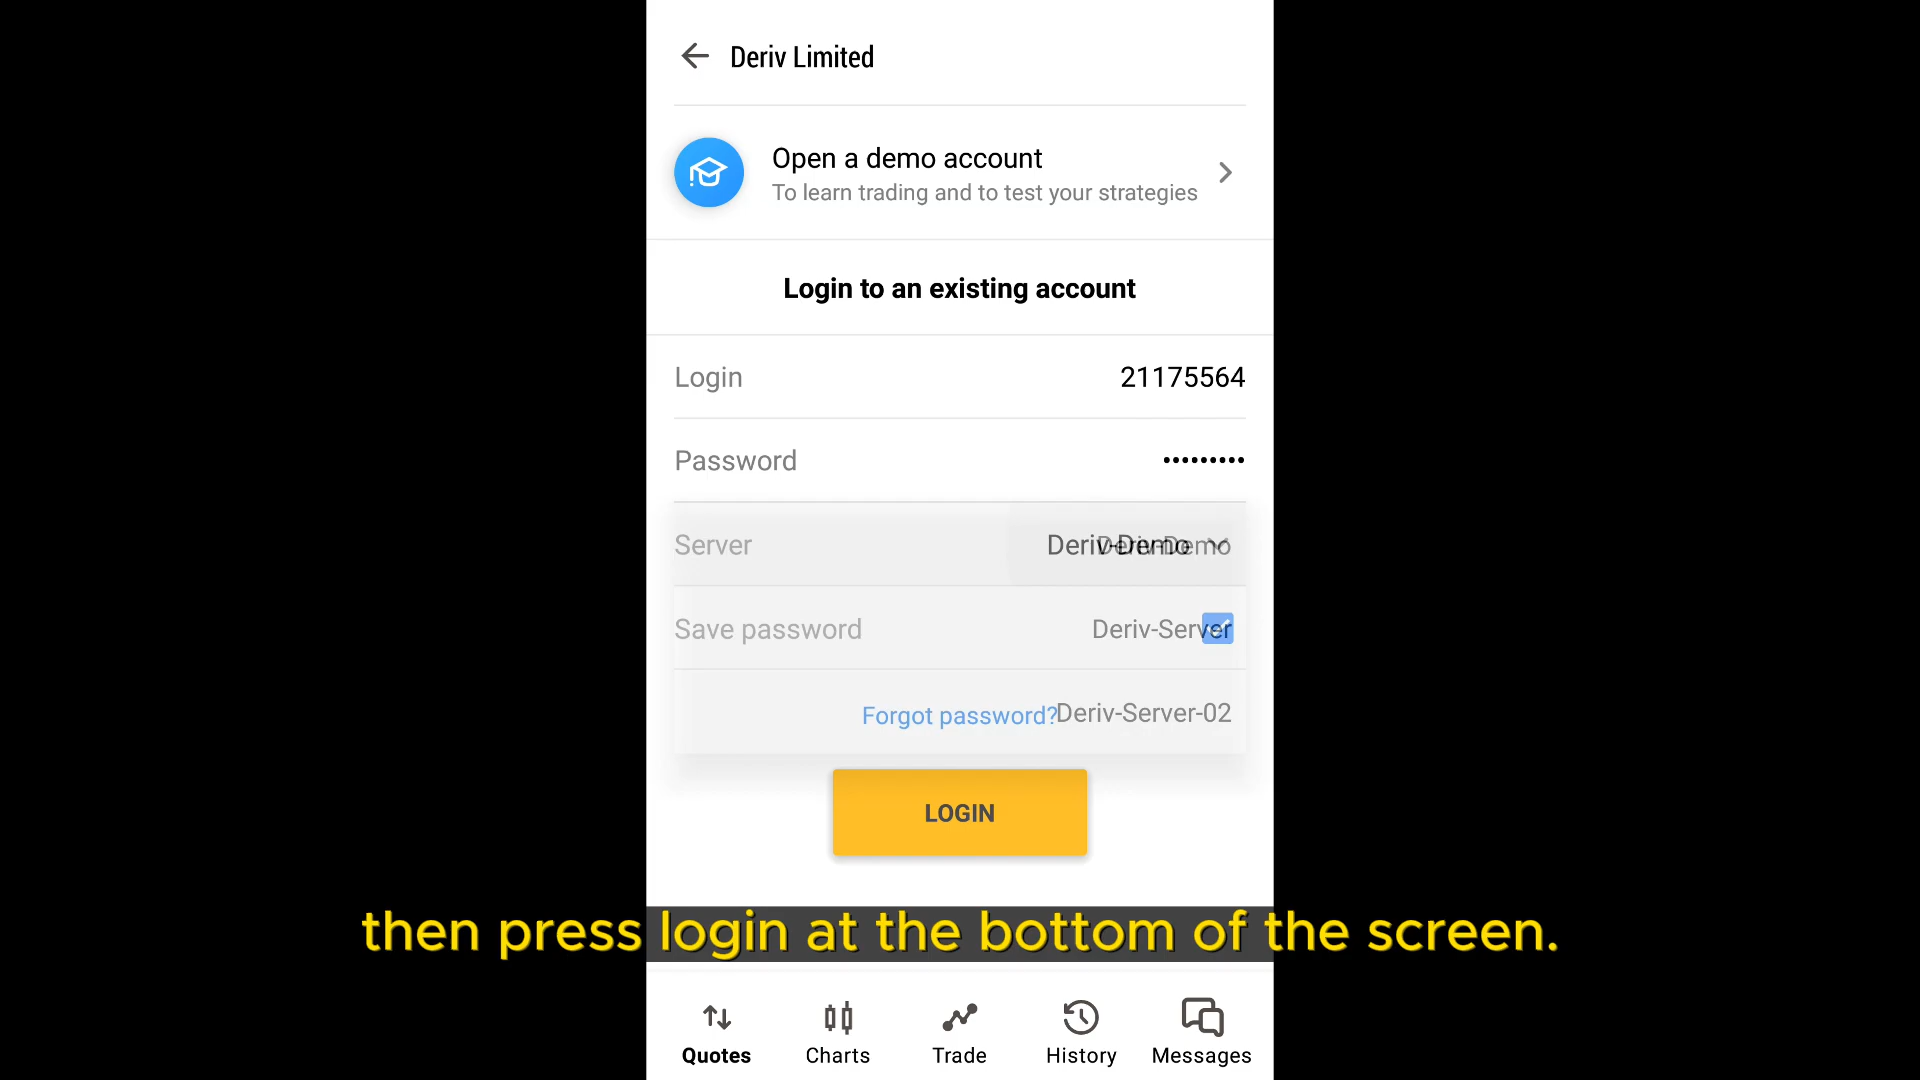 Deriv Limited
Open a demo account
To learn trading and to test your strategies
Login to an existing account
Login 21175564
Password •••••••••
Server Deriv-Demo Deriv-Demo
Save password Deriv-Server
Forgot password? Deriv-Server-02
LOGIN
then press login at the bottom of the screen.
Quotes Charts Trade History Messages